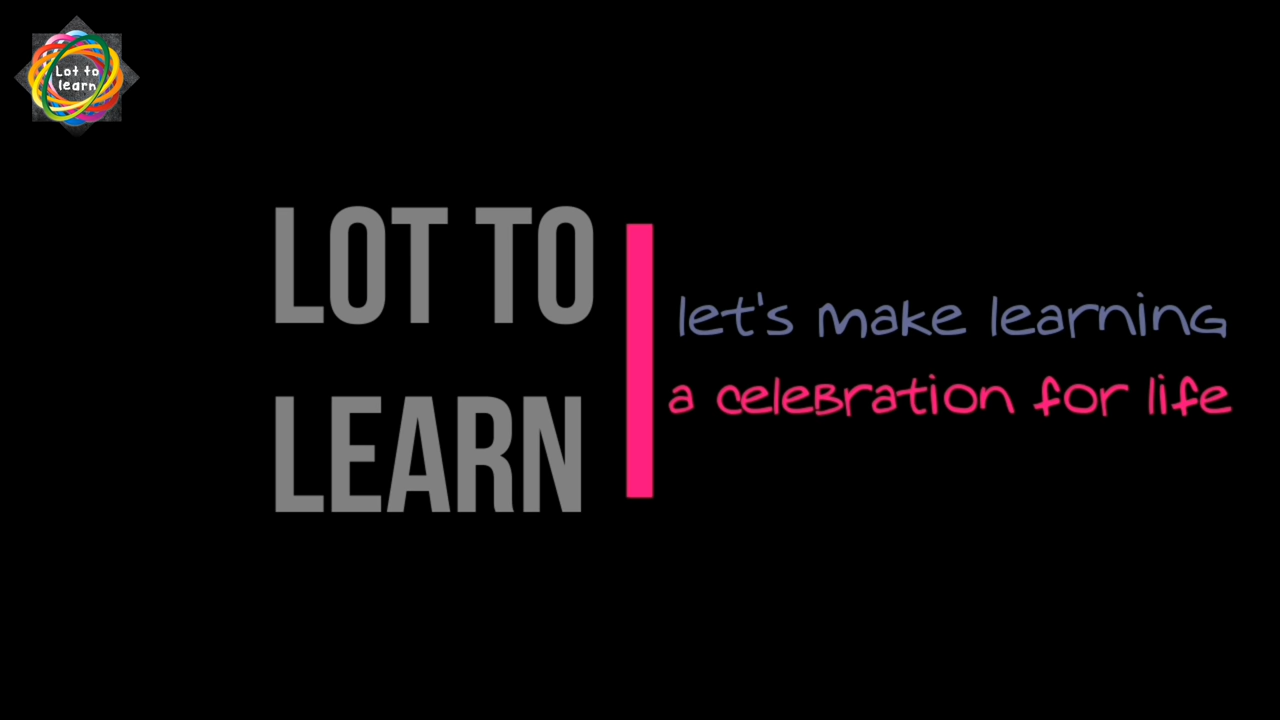 Lot to
learn
LOT TO
LEARN
let's make learning
a celebration for life